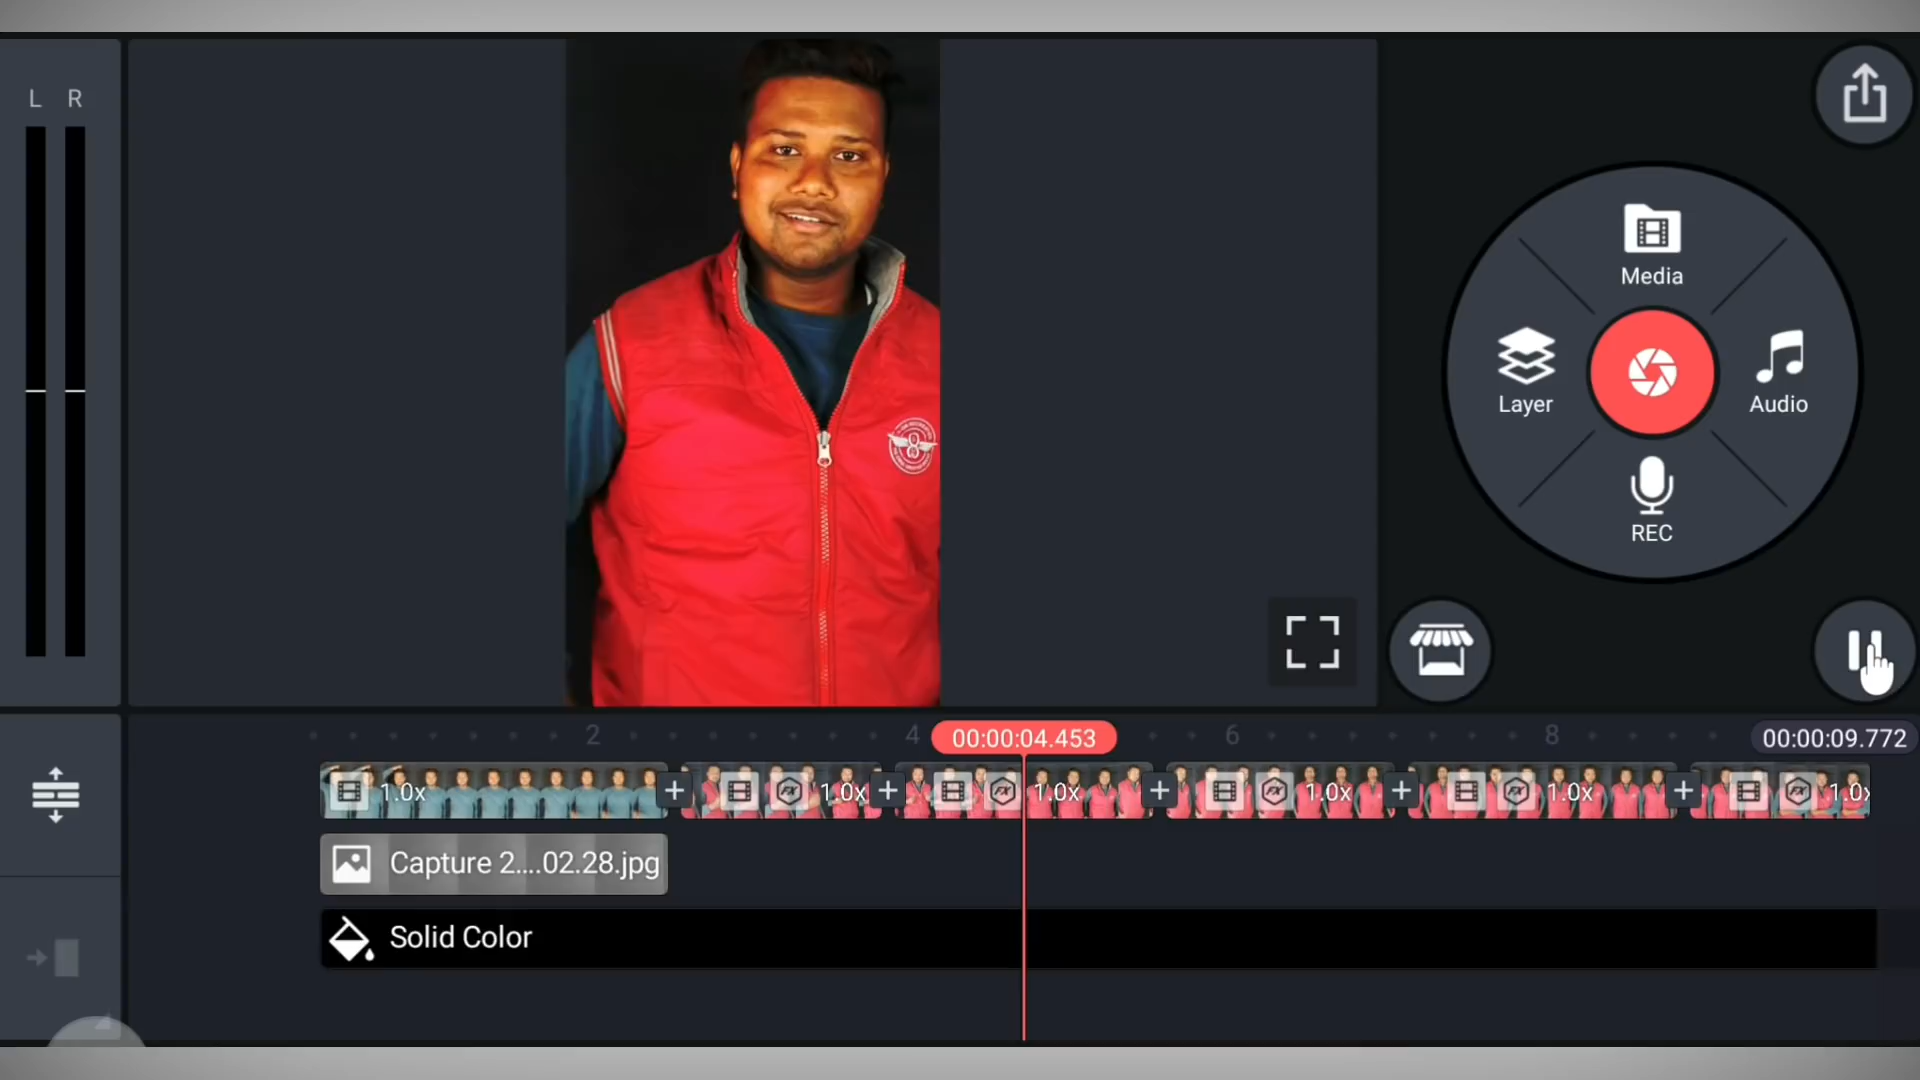 L R
Media
Layer
Audio
REC
2 4 00:00:04.453 6 8 00:00:09.772
1.0x 1.0x 1.0x 1.0x 1.0x 1.0x
Capture 2....02.28.jpg
Solid Color